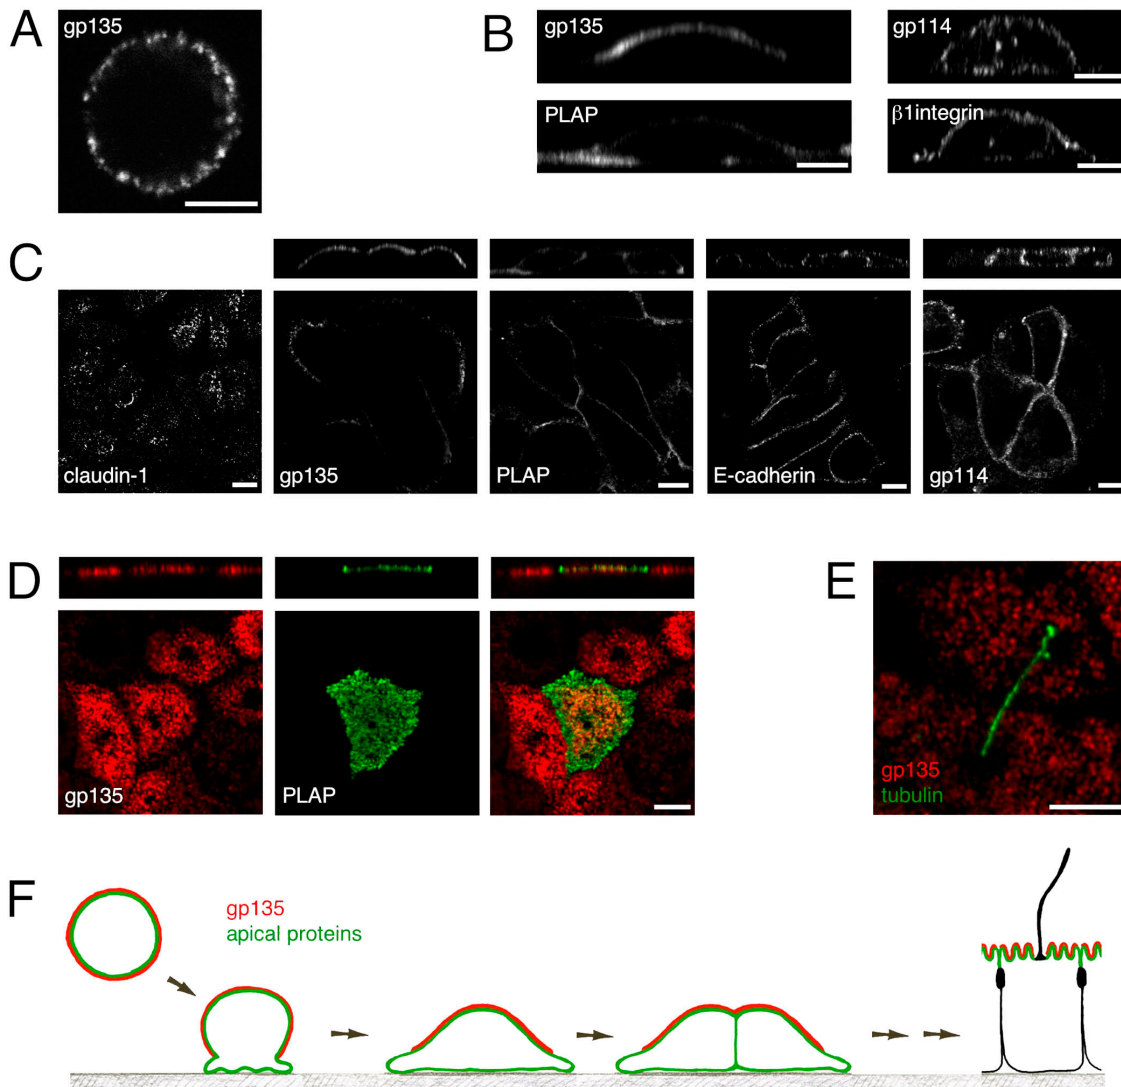 A
gp135
B
gp135
gp114
PLAP
β1integrin
C
claudin-1
gp135
PLAP
E-cadherin
gp114
D
gp135
PLAP
E
gp135
tubulin
F
gp135
apical proteins